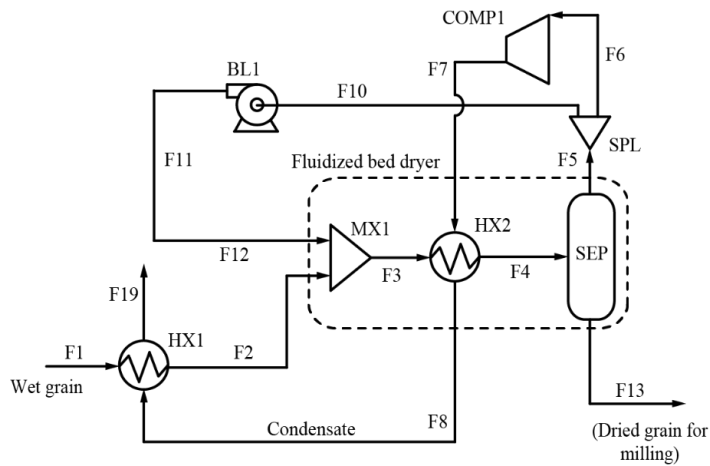 COMP1
F6
F7
BL1
F10
SPL
F11
F5
Fluidized bed dryer
MX1
HX2
SEP
F12
F3
F4
F19
HX1
F1
F2
Wet grain
F13
F8
Condensate
(Dried grain for
milling)